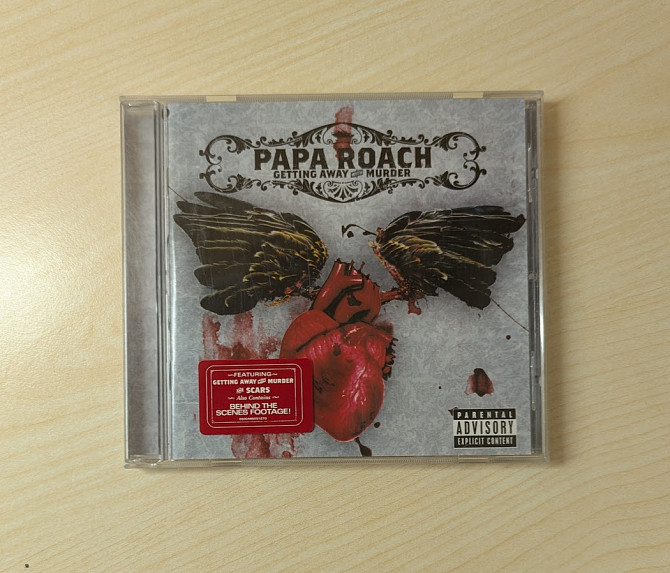 PAPA ROACH
GETTING AWAY WITH MURDER
—FEATURING—
GETTING AWAY WITH MURDER
AND SCARS
Also Contains
BEHIND THE
SCENES FOOTAGE!
PARENTAL
ADVISORY
EXPLICIT CONTENT